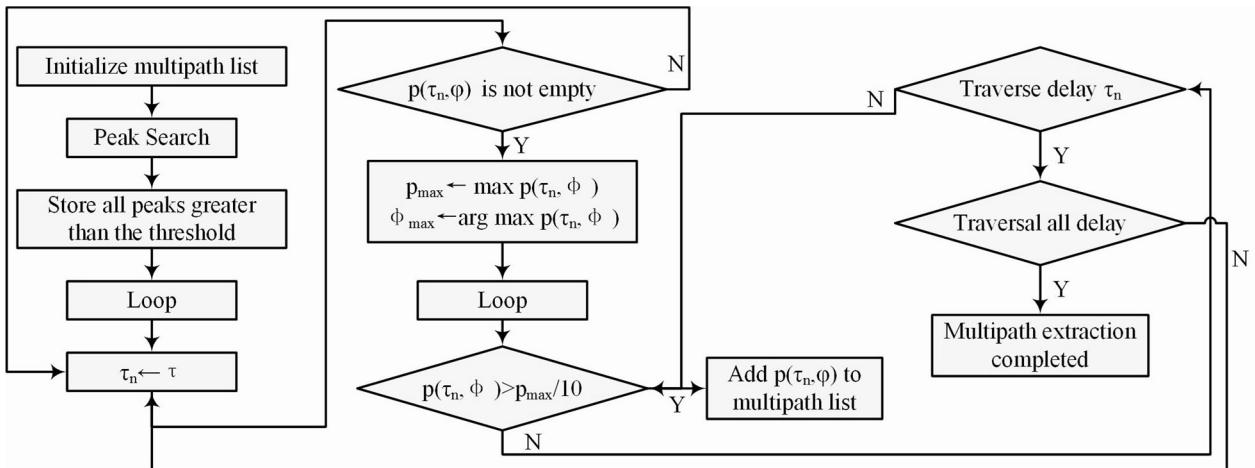 Initialize multipath list
Peak Search
Store all peaks greater
than the threshold
Loop
τn← τ
p(τn,φ) is not empty
N
Y
pmax← max p(τn, ϕ )
ϕ max←arg max p(τn, ϕ )
Loop
p(τn, ϕ )>pmax/10
Y
N
Add p(τn,φ) to
multipath list
Traverse delay τn
N
Y
Traversal all delay
N
Y
Multipath extraction
completed